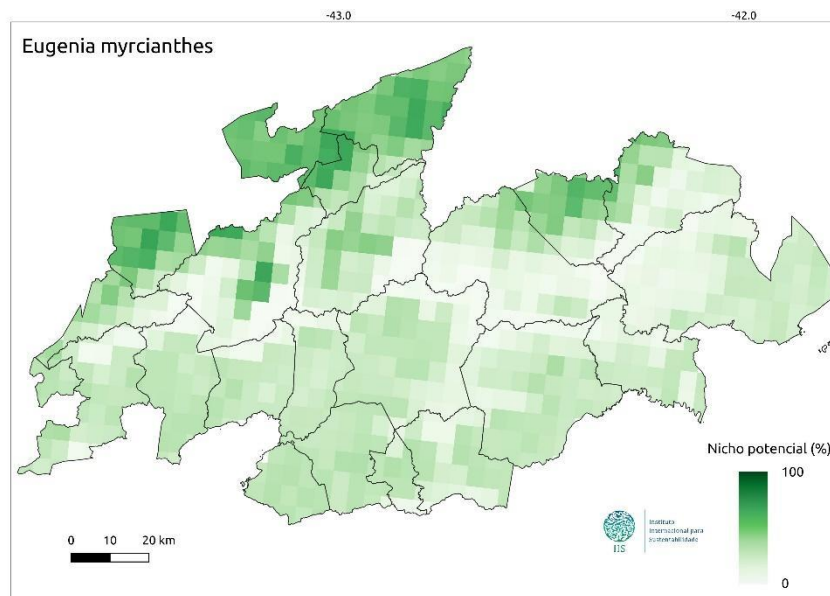 -43.0
-42.0
Eugenia myrcianthes
Nicho potencial (%)
100
0
0 10 20 km
IIS
Instituto
Internacional para
Sustentabilidade